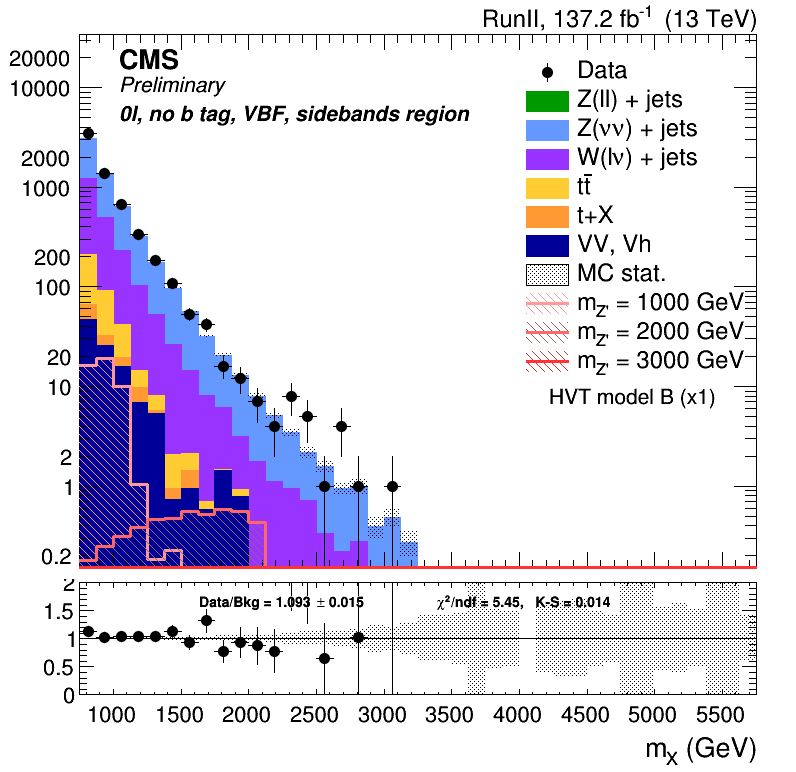 RunII, 137.2 fb⁻¹ (13 TeV)
CMS
Preliminary
0l, no b tag, VBF, sidebands region
Data
Z(ll) + jets
Z(νν) + jets
W(lν) + jets
tt̄
t+X
VV, Vh
MC stat.
m_Z' = 1000 GeV
m_Z' = 2000 GeV
m_Z' = 3000 GeV
HVT model B (x1)
20000
10000
2000
1000
200
100
20
10
2
1
0.2
Data/Bkg = 1.093 ± 0.015
χ²/ndf = 5.45, K-S = 0.014
2
1.5
1
0.5
0
1000 1500 2000 2500 3000 3500 4000 4500 5000 5500
m_X (GeV)